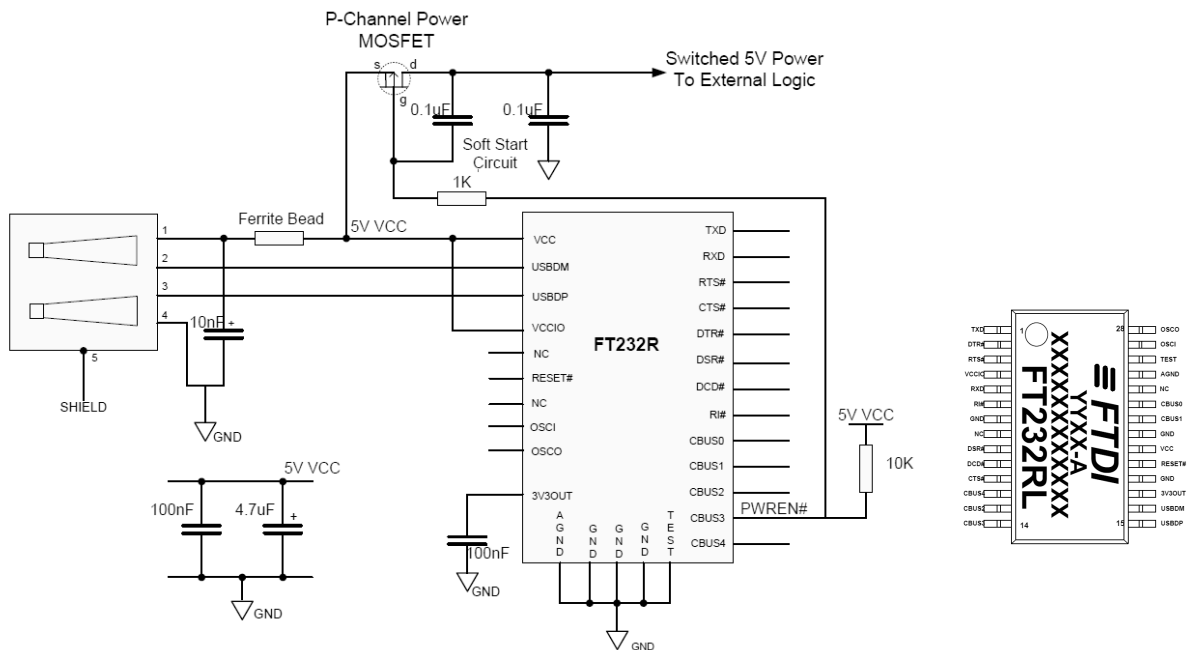 P-Channel Power
MOSFET
s
d
g
Switched 5V Power
To External Logic
0.1uF
0.1uF
Soft Start
Circuit
1K
Ferrite Bead
5V VCC
1
2
3
4
5
SHIELD
10nF
+
GND
5V VCC
100nF
4.7uF
+
GND
VCC
USBDM
USBDP
VCCIO
NC
RESET#
NC
OSCI
OSCO
3V3OUT
100nF
GND
FT232R
AGND
GND
GND
GND
TEST
GND
TXD
RXD
RTS#
CTS#
DTR#
DSR#
DCD#
RI#
CBUS0
CBUS1
CBUS2
CBUS3
CBUS4
PWREN#
5V VCC
10K
TXD
DTR#
RTS#
VCCIO
RXD
RI#
GND
NC
DSR#
DCD#
CTS#
CBUS4
CBUS2
CBUS3
1
14
28
15
FTDI
YYXX-A
XXXXXXXXXXXX
FT232RL
OSCO
OSCI
TEST
AGND
NC
CBUS0
CBUS1
GND
VCC
RESET#
GND
3V3OUT
USBDM
USBDP